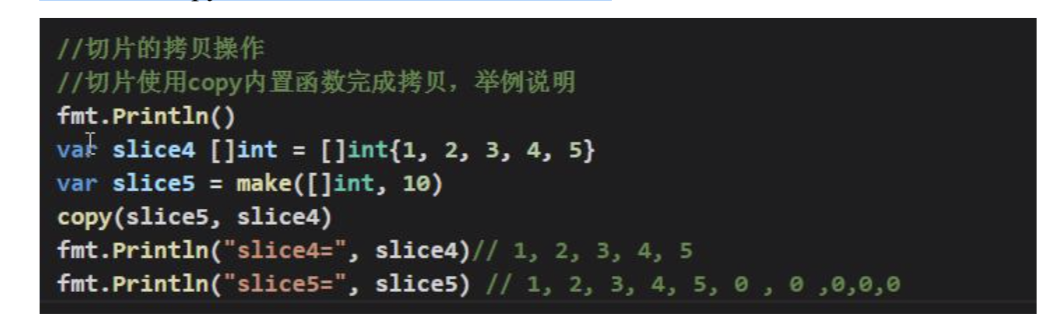 //切片的拷贝操作
//切片使用copy内置函数完成拷贝，举例说明
fmt.Println()
var slice4 []int = []int{1, 2, 3, 4, 5}
var slice5 = make([]int, 10)
copy(slice5, slice4)
fmt.Println("slice4=", slice4)// 1, 2, 3, 4, 5
fmt.Println("slice5=", slice5) // 1, 2, 3, 4, 5, 0 , 0 ,0,0,0